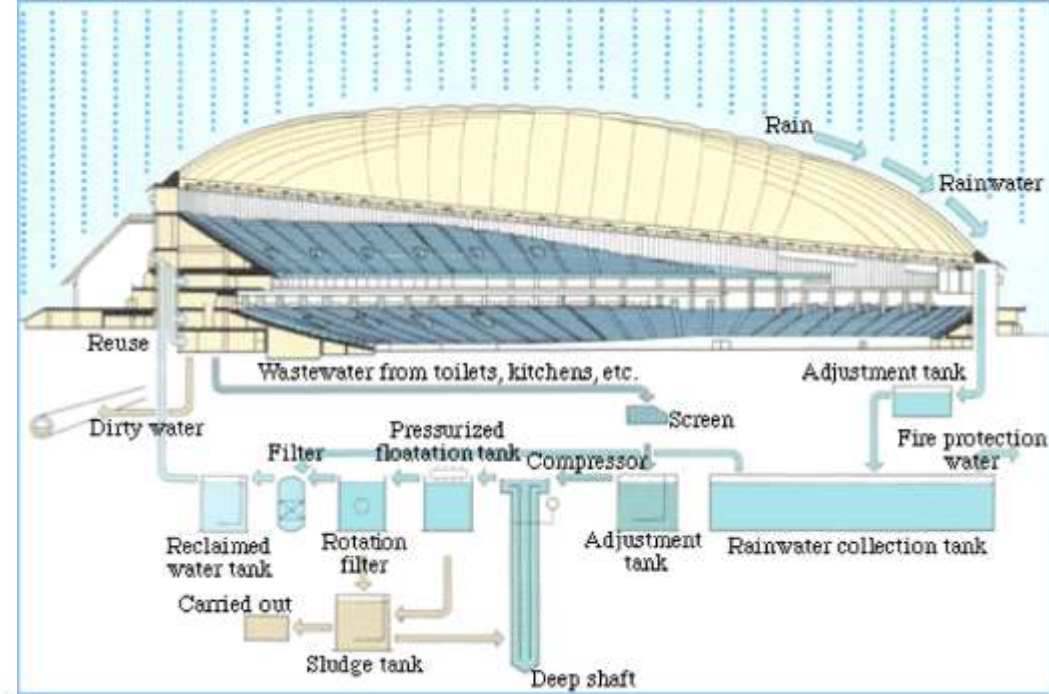 Rain
Rainwater
Reuse
Wastewater from toilets, kitchens, etc.
Adjustment tank
Dirty water
Screen
Fire protection
water
Pressurized
floatation tank
Filter
Compressor
Reclaimed
water tank
Rotation
filter
Adjustment
tank
Rainwater collection tank
Carried out
Sludge tank
Deep shaft